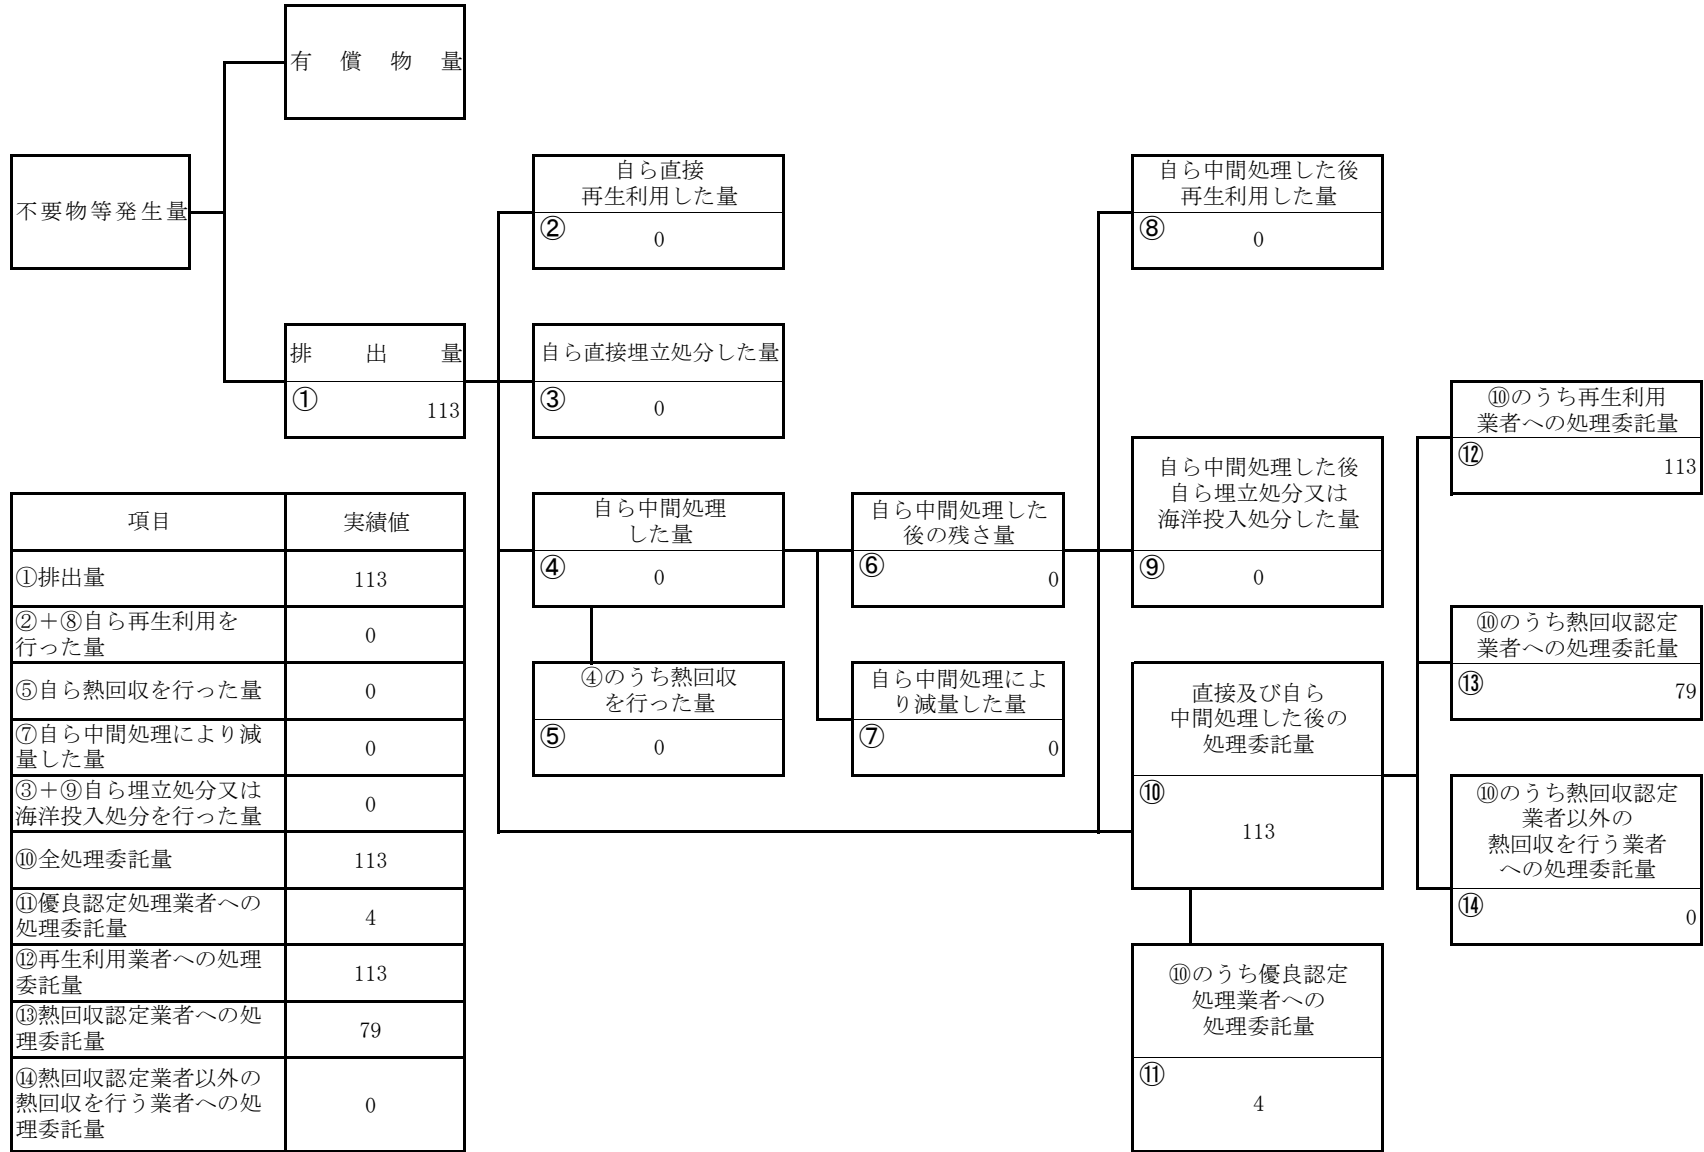 有償物量
不要物等発生量
排出量
①
113
自ら直接
再生利用した量
②
0
自ら直接埋立処分した量
③
0
自ら中間処理
した量
④
0
④のうち熱回収
を行った量
⑤
0
自ら中間処理した
後の残さ量
⑥
0
自ら中間処理によ
り減量した量
⑦
0
自ら中間処理した後
再生利用した量
⑧
0
自ら中間処理した後
自ら埋立処分又は
海洋投入処分した量
⑨
0
直接及び自ら
中間処理した後の
処理委託量
⑩
113
⑩のうち優良認定
処理業者への
処理委託量
⑪
4
⑩のうち再生利用
業者への処理委託量
⑫
113
⑩のうち熱回収認定
業者への処理委託量
⑬
79
⑩のうち熱回収認定
業者以外の
熱回収を行う業者
への処理委託量
⑭
0
項目 実績値
①排出量 113
②＋⑧自ら再生利用を
行った量 0
⑤自ら熱回収を行った量 0
⑦自ら中間処理により減
量した量 0
③＋⑨自ら埋立処分又は
海洋投入処分を行った量 0
⑩全処理委託量 113
⑪優良認定処理業者への
処理委託量 4
⑫再生利用業者への処理
委託量 113
⑬熱回収認定業者への処
理委託量 79
⑭熱回収認定業者以外の
熱回収を行う業者への処 0
理委託量